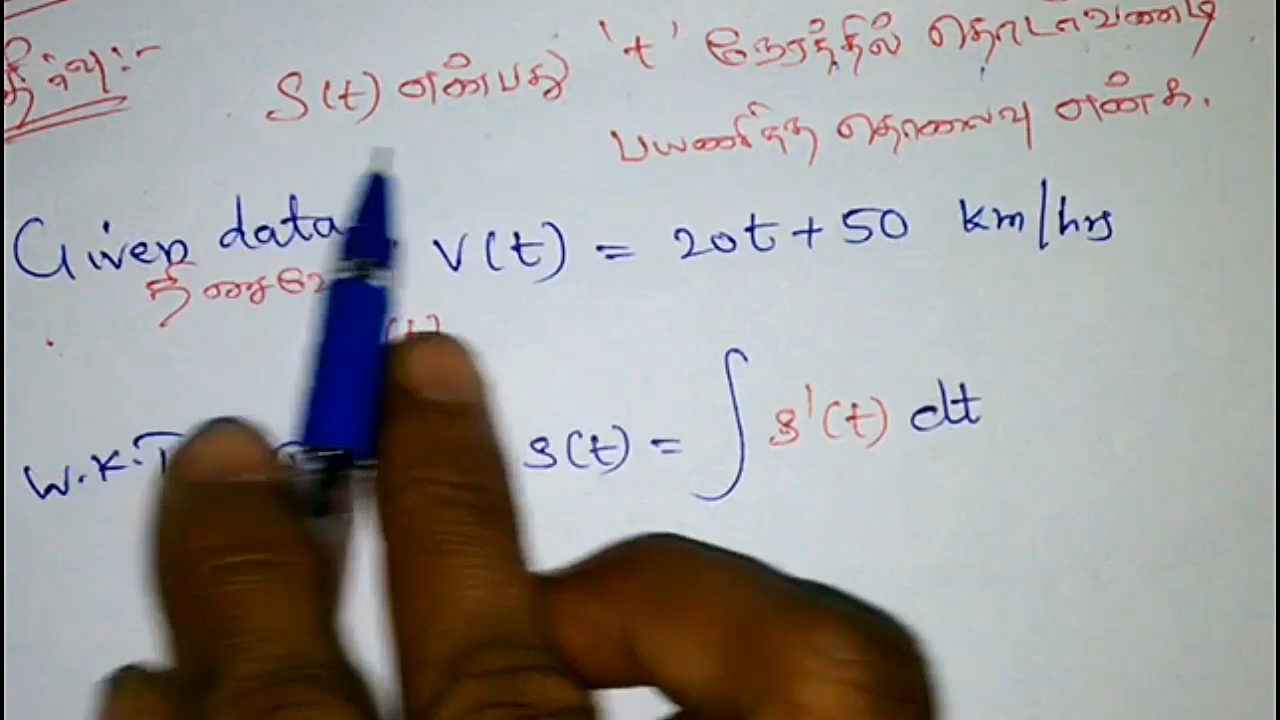 தீர்வு:-
S(t) என்பது 't' நேரத்தில் தொடர்வண்டி
பயணித்த தொலைவு என்க.
Given data, V(t) = 20t + 50 km/hrs
திசைவே
(t)
W.K.T s(t) = ∫ s'(t) dt